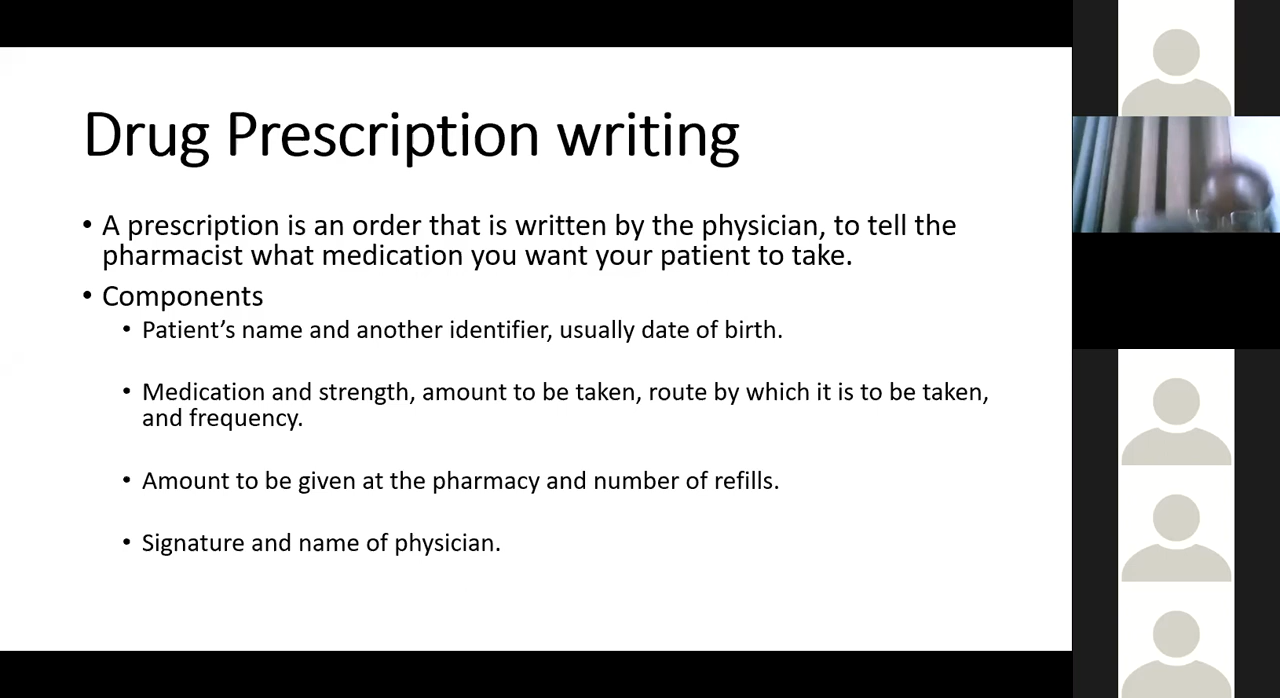 Drug Prescription writing
• A prescription is an order that is written by the physician, to tell the
pharmacist what medication you want your patient to take.
• Components
• Patient’s name and another identifier, usually date of birth.
• Medication and strength, amount to be taken, route by which it is to be taken,
and frequency.
• Amount to be given at the pharmacy and number of refills.
• Signature and name of physician.